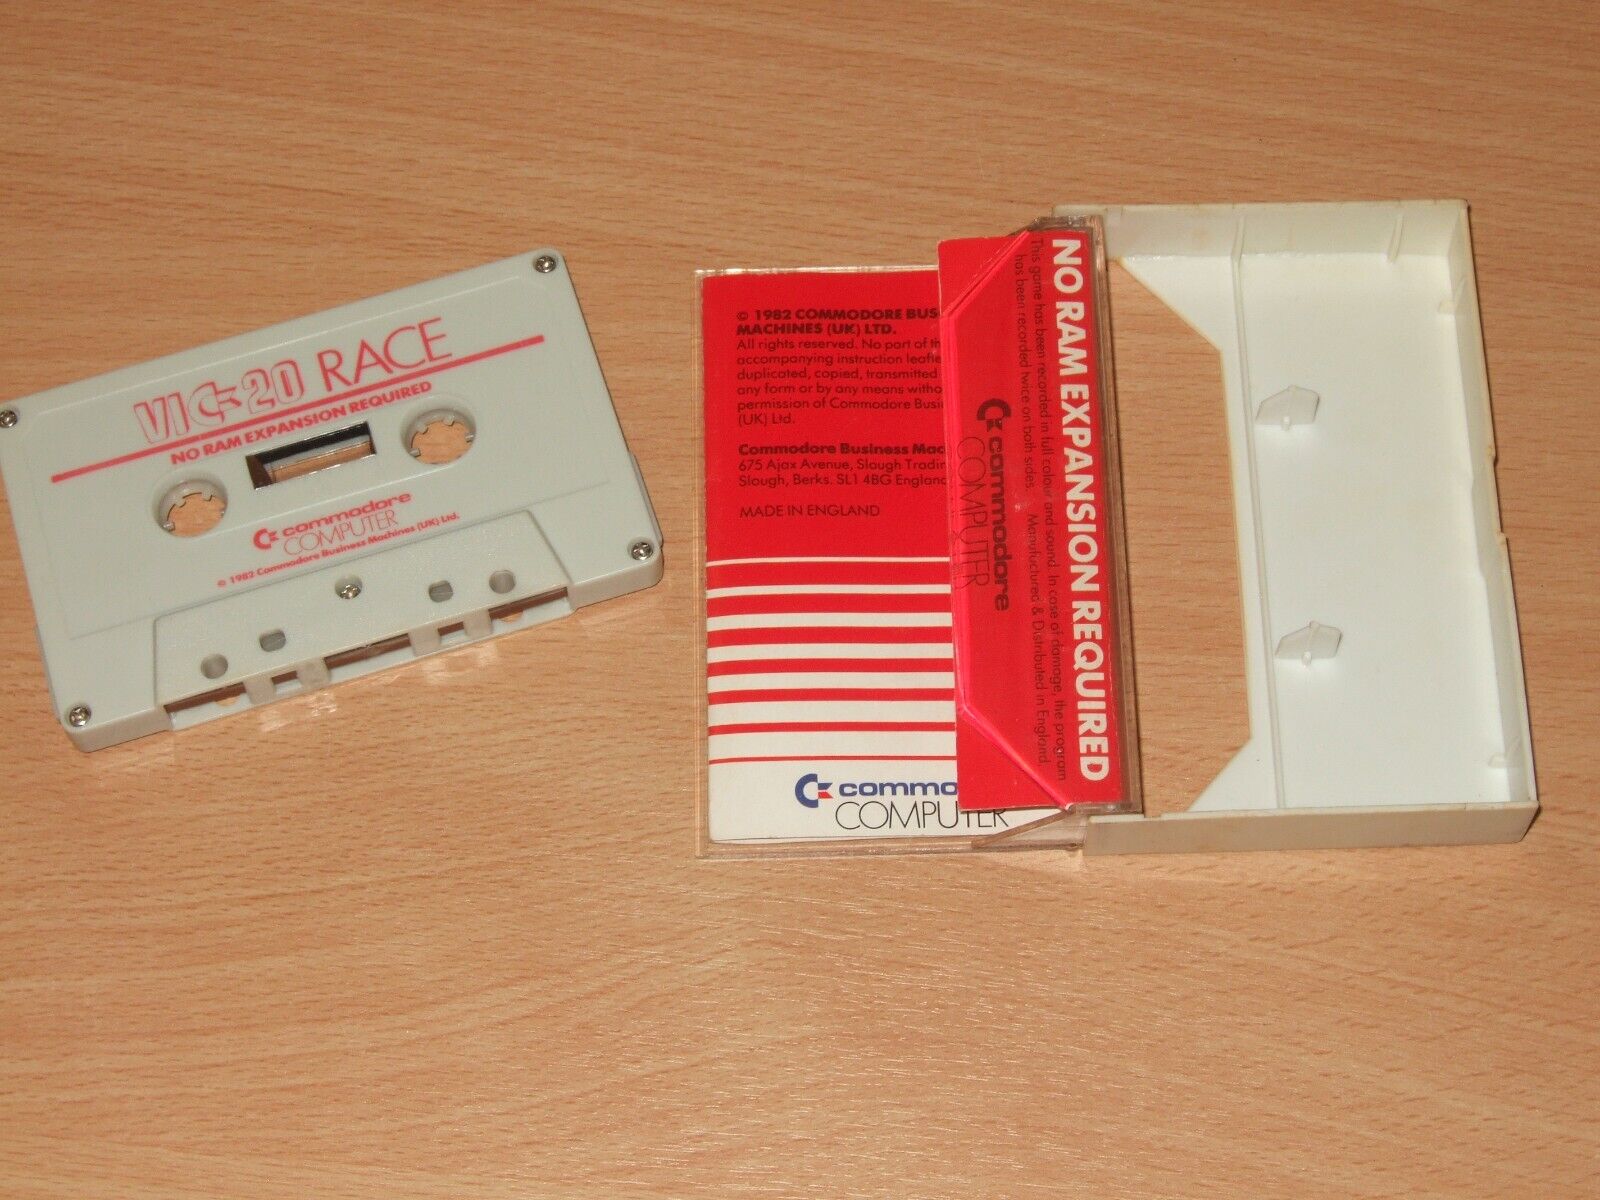 VIC-20 RACE
NO RAM EXPANSION REQUIRED
commodore
COMPUTER
© 1982 Commodore Business Machines (UK) Ltd.
© 1982 COMMODORE BUS
MACHINES (UK) LTD.
All rights reserved. No part of th
accompanying instruction leafle
duplicated, copied, transmitted
any form or by any means witho
permission of Commodore Busi
(UK) Ltd.
Commodore Business Mac
675 Ajax Avenue, Slough Tradin
Slough, Berks. SL1 4BG England
MADE IN ENGLAND
commo
COMPUTER
NO RAM EXPANSION REQUIRED
This game has been recorded in full colour and sound. In case of damage, the program
has been recorded twice on both sides. Manufactured & Distributed in England.
commodore
COMPUTER